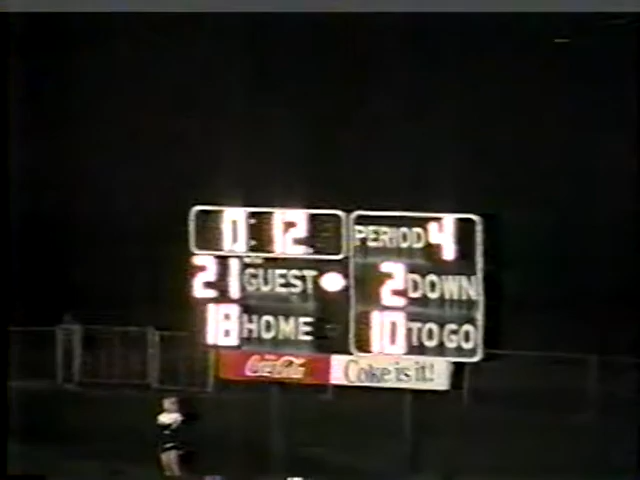 0:12 PERIOD 4
21 GUEST 2 DOWN
18 HOME 10 TO GO
Coca-Cola Coke is it!